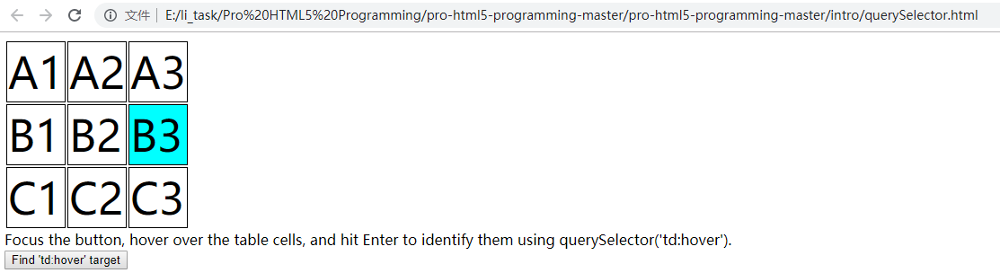 文件 | E:/li_task/Pro%20HTML5%20Programming/pro-html5-programming-master/pro-html5-programming-master/intro/querySelector.html
A1 A2 A3
B1 B2 B3
C1 C2 C3
Focus the button, hover over the table cells, and hit Enter to identify them using querySelector('td:hover').
Find 'td:hover' target